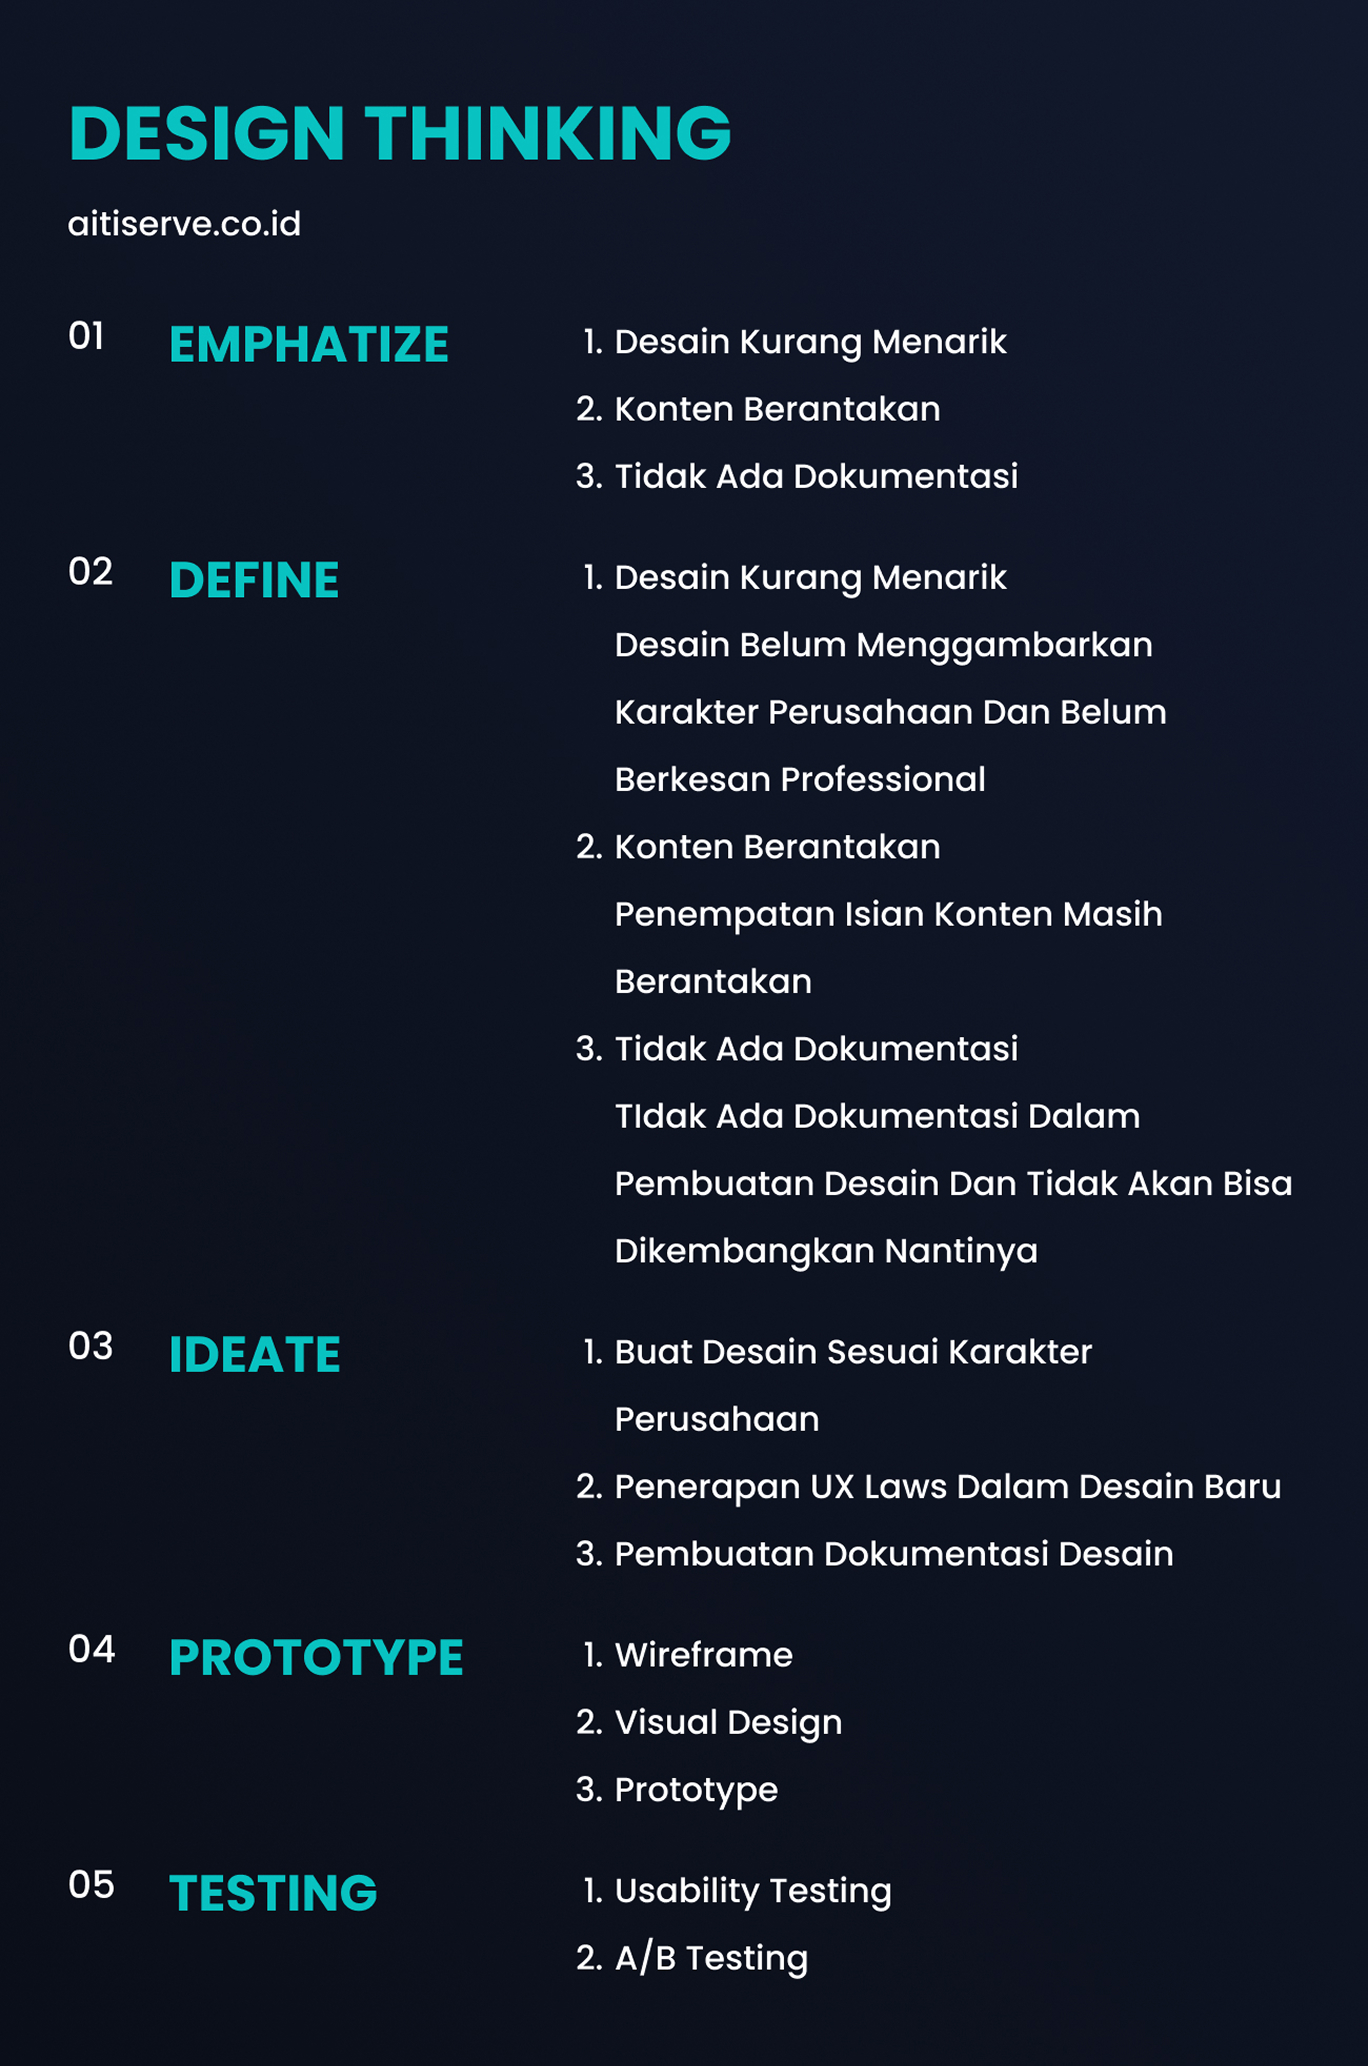 DESIGN THINKING
aitiserve.co.id
01 EMPHATIZE
1. Desain Kurang Menarik
2. Konten Berantakan
3. Tidak Ada Dokumentasi
02 DEFINE
1. Desain Kurang Menarik
Desain Belum Menggambarkan
Karakter Perusahaan Dan Belum
Berkesan Professional
2. Konten Berantakan
Penempatan Isian Konten Masih
Berantakan
3. Tidak Ada Dokumentasi
TIdak Ada Dokumentasi Dalam
Pembuatan Desain Dan Tidak Akan Bisa
Dikembangkan Nantinya
03 IDEATE
1. Buat Desain Sesuai Karakter
Perusahaan
2. Penerapan UX Laws Dalam Desain Baru
3. Pembuatan Dokumentasi Desain
04 PROTOTYPE
1. Wireframe
2. Visual Design
3. Prototype
05 TESTING
1. Usability Testing
2. A/B Testing